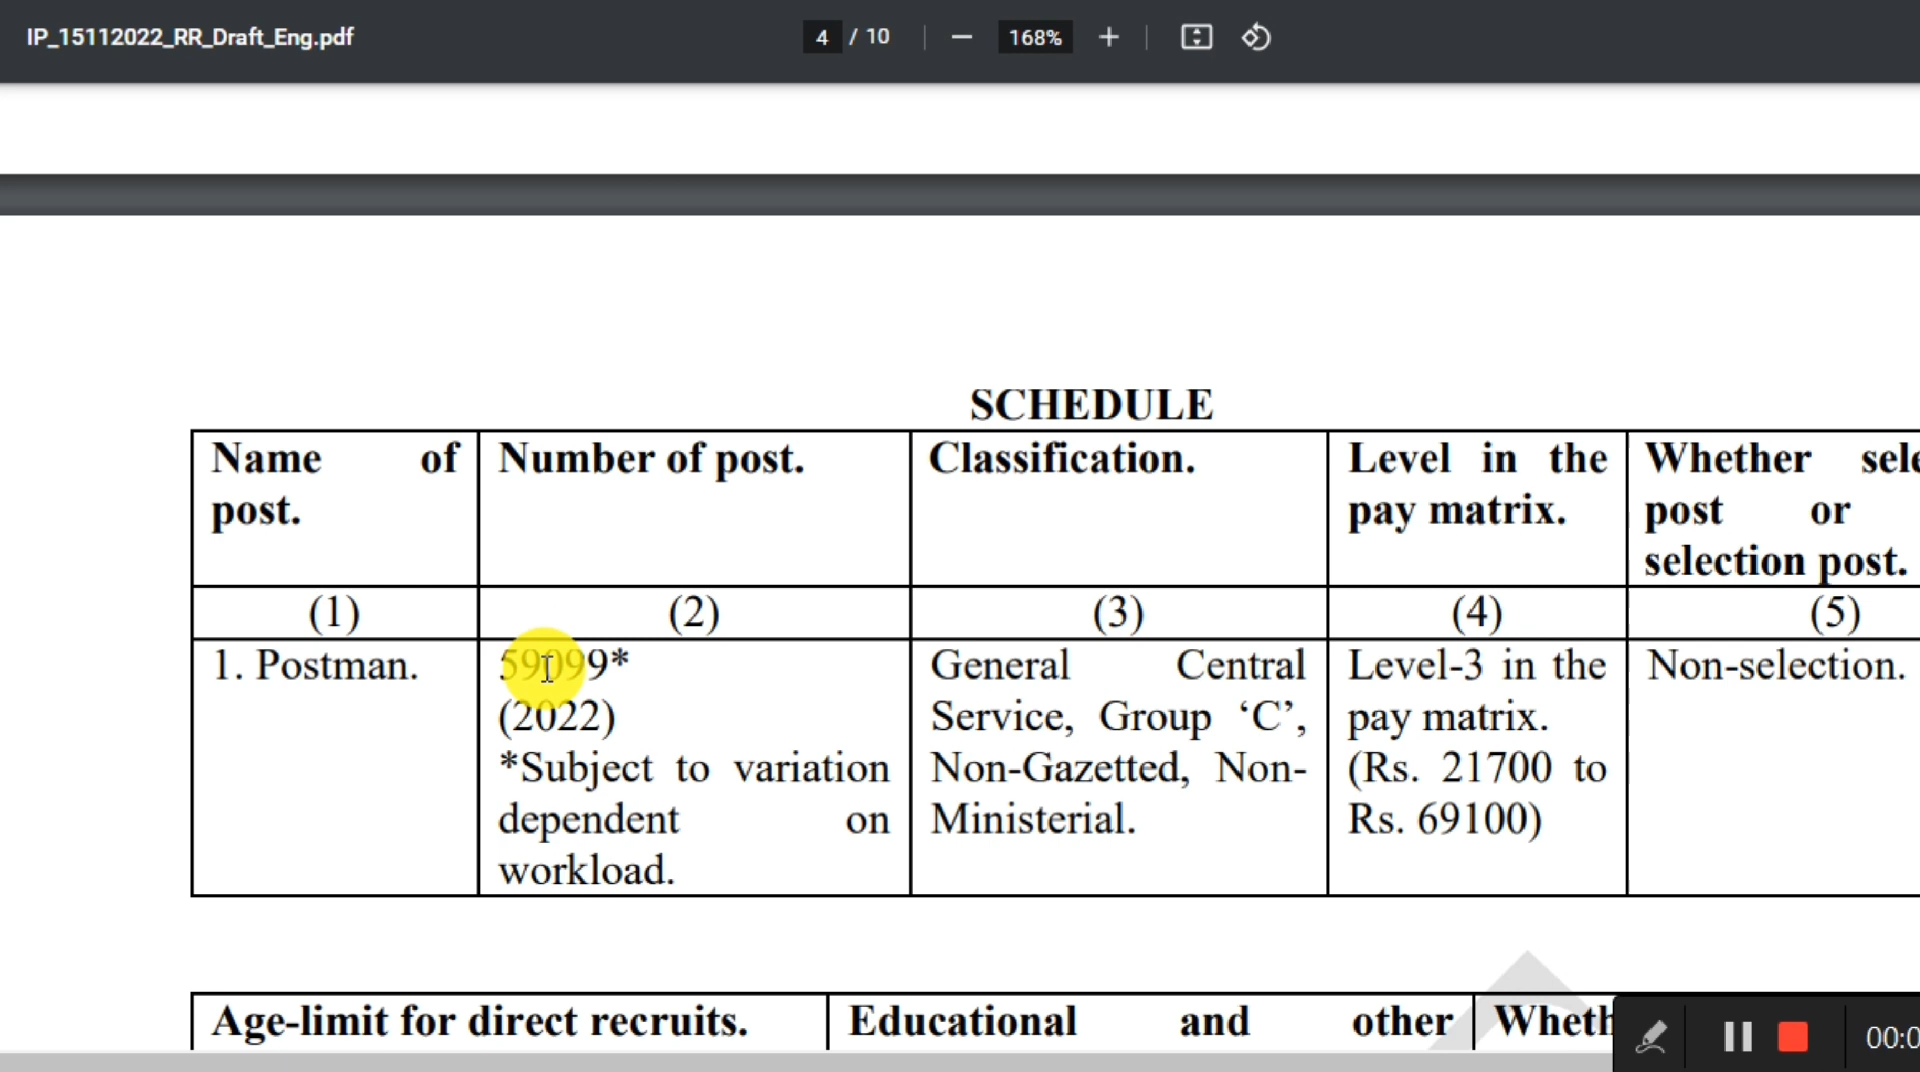 IP_15112022_RR_Draft_Eng.pdf
4 / 10
168%
SCHEDULE
Name of
post.
Number of post.
Classification.
Level in the
pay matrix.
Whether
post or
selection post.
(1)
(2)
(3)
(4)
(5)
1. Postman.
59099*
(2022)
*Subject to variation
dependent on
workload.
General Central
Service, Group ‘C’,
Non-Gazetted, Non-
Ministerial.
Level-3 in the
pay matrix.
(Rs. 21700 to
Rs. 69100)
Non-selection.
Age-limit for direct recruits.
Educational and other